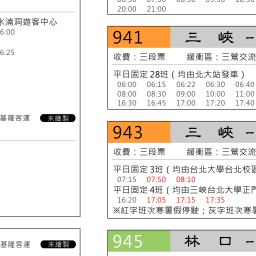 水湳洞遊客中心
6:00
6:25
基隆客運 未繪製
基隆客運 未繪製
20:00 21:00
941 三 峽 -
收費：三段票 緩衝區：三鶯交流
平日固定28班（均由北大站發車）
06:00 06:15 06:22 06:30 06:40
08:00 08:30 09:00 10:00 11:00
16:30 16:45 17:00 17:20 17:40
943 三 峽 -
收費：三段票 緩衝區：三鶯交流
平日固定3班（均由台北大學台北校區
07:15 07:50 08:10
平日固定4班（均由三峽台北大學正門
16:20 17:05 17:15 17:35
※紅字班次寒暑假停駛；灰字班次寒
945 林 口 -